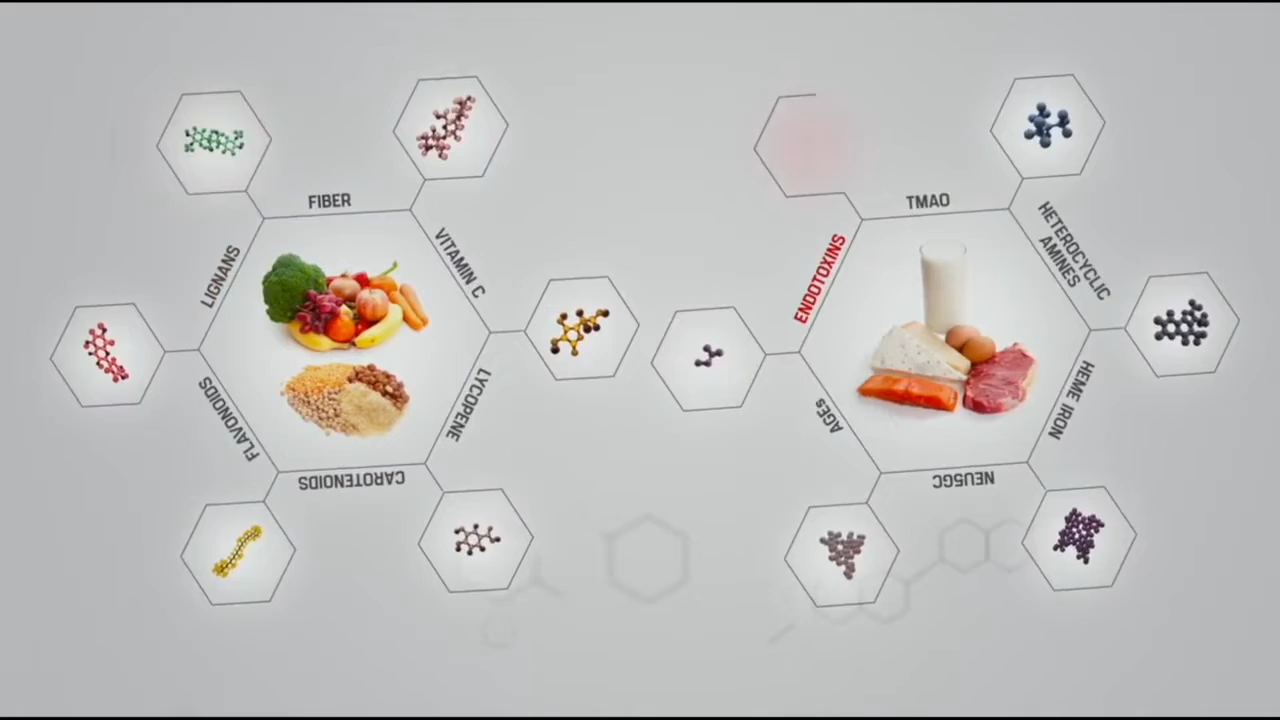 FIBER
VITAMIN C
LYCOPENE
CAROTENOIDS
FLAVONOIDS
LIGNANS
TMAO
HETEROCYCLIC
AMINES
HEME IRON
NEU5GC
AGEs
ENDOTOXINS